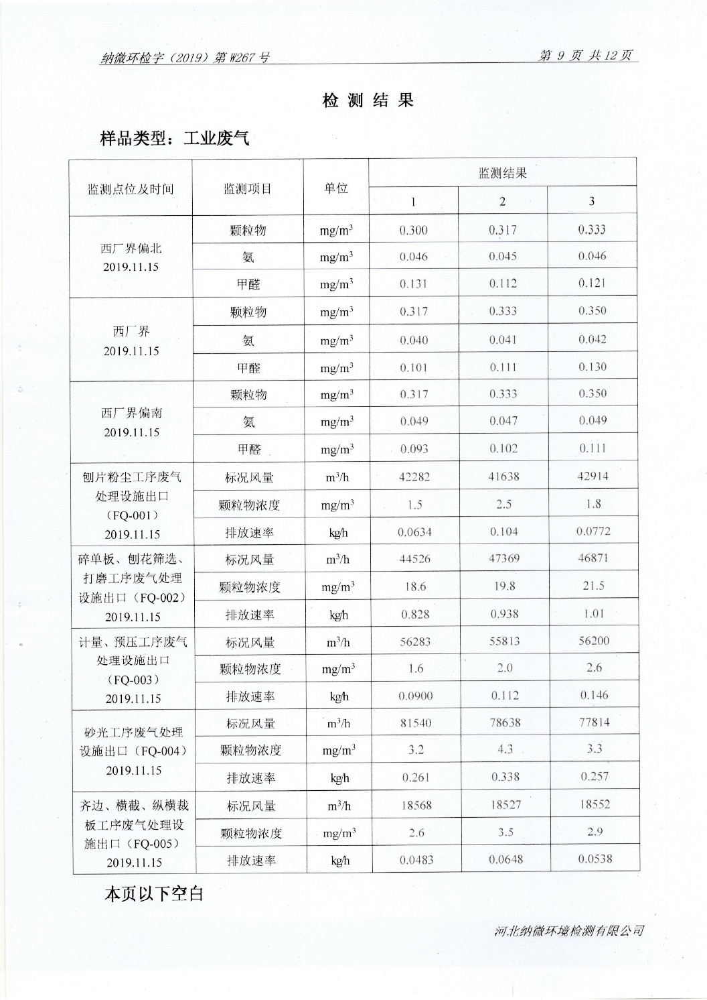 纳微环检字（2019）第 W267 号
第 9 页 共 12 页
检 测 结 果
样品类型：工业废气
监测点位及时间 监测项目 单位 监测结果
1 2 3
西厂界偏北
2019.11.15
颗粒物 mg/m³ 0.300 0.317 0.333
氨 mg/m³ 0.046 0.045 0.046
甲醛 mg/m³ 0.131 0.112 0.121
西厂界
2019.11.15
颗粒物 mg/m³ 0.317 0.333 0.350
氨 mg/m³ 0.040 0.041 0.042
甲醛 mg/m³ 0.101 0.111 0.130
西厂界偏南
2019.11.15
颗粒物 mg/m³ 0.317 0.333 0.350
氨 mg/m³ 0.049 0.047 0.049
甲醛 mg/m³ 0.093 0.102 0.111
刨片粉尘工序废气
处理设施出口
（FQ-001）
2019.11.15
标况风量 m³/h 42282 41638 42914
颗粒物浓度 mg/m³ 1.5 2.5 1.8
排放速率 kg/h 0.0634 0.104 0.0772
碎单板、刨花筛选、
打磨工序废气处理
设施出口（FQ-002）
2019.11.15
标况风量 m³/h 44526 47369 46871
颗粒物浓度 mg/m³ 18.6 19.8 21.5
排放速率 kg/h 0.828 0.938 1.01
计量、预压工序废气
处理设施出口
（FQ-003）
2019.11.15
标况风量 m³/h 56283 55813 56200
颗粒物浓度 mg/m³ 1.6 2.0 2.6
排放速率 kg/h 0.0900 0.112 0.146
砂光工序废气处理
设施出口（FQ-004）
2019.11.15
标况风量 m³/h 81540 78638 77814
颗粒物浓度 mg/m³ 3.2 4.3 3.3
排放速率 kg/h 0.261 0.338 0.257
齐边、横截、纵横裁
板工序废气处理设
施出口（FQ-005）
2019.11.15
标况风量 m³/h 18568 18527 18552
颗粒物浓度 mg/m³ 2.6 3.5 2.9
排放速率 kg/h 0.0483 0.0648 0.0538
本页以下空白
河北纳微环境检测有限公司